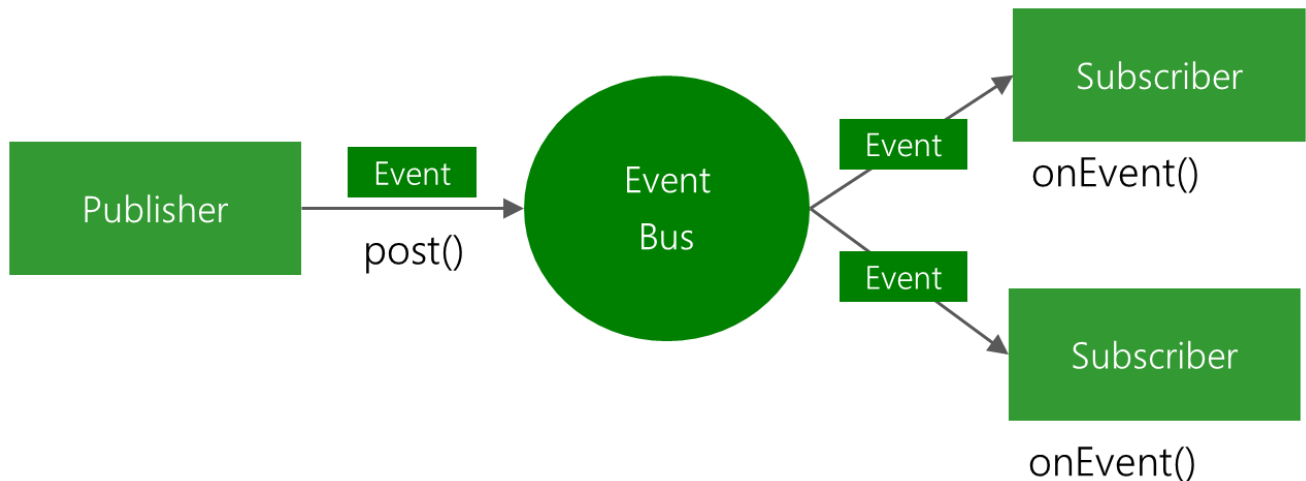 Publisher
Event
post()
Event
Bus
Event
Subscriber
onEvent()
Event
Subscriber
onEvent()